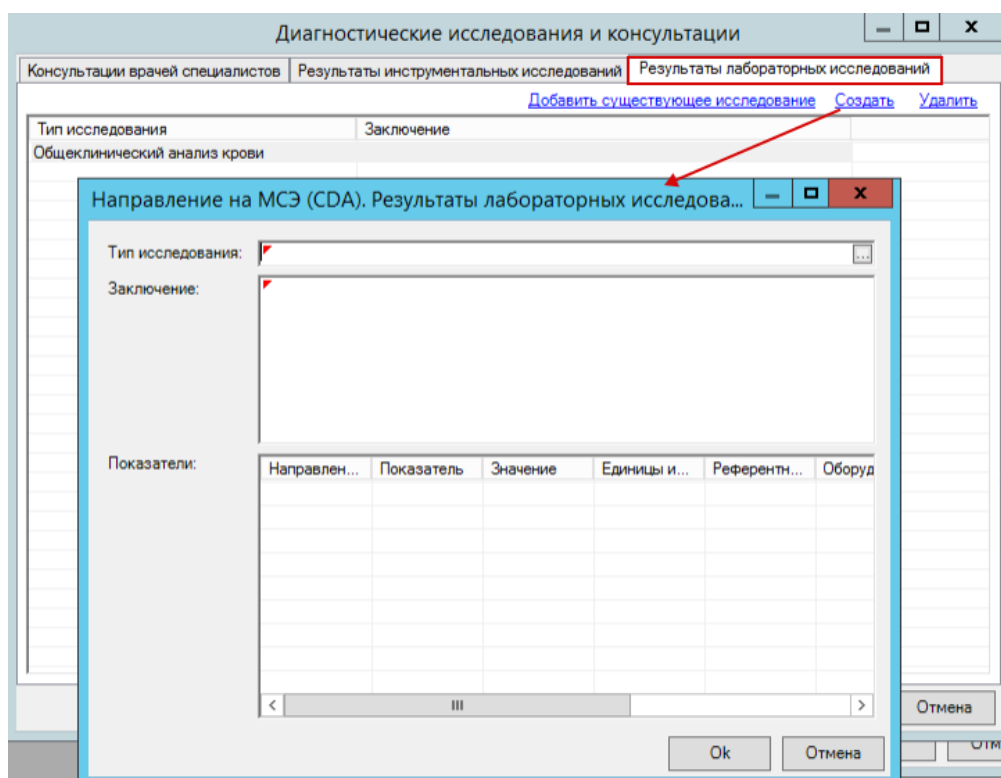 Диагностические исследования и консультации
Консультации врачей специалистов Результаты инструментальных исследований Результаты лабораторных исследований
Добавить существующее исследование Создать Удалить
Тип исследования Заключение
Общеклинический анализ крови
Направление на МСЭ (CDA). Результаты лабораторных исследова...
Тип исследования: ...
Заключение:
Показатели: Направлен... Показатель Значение Единицы и... Референтн... Оборуд
Отмена
Ok Отмена